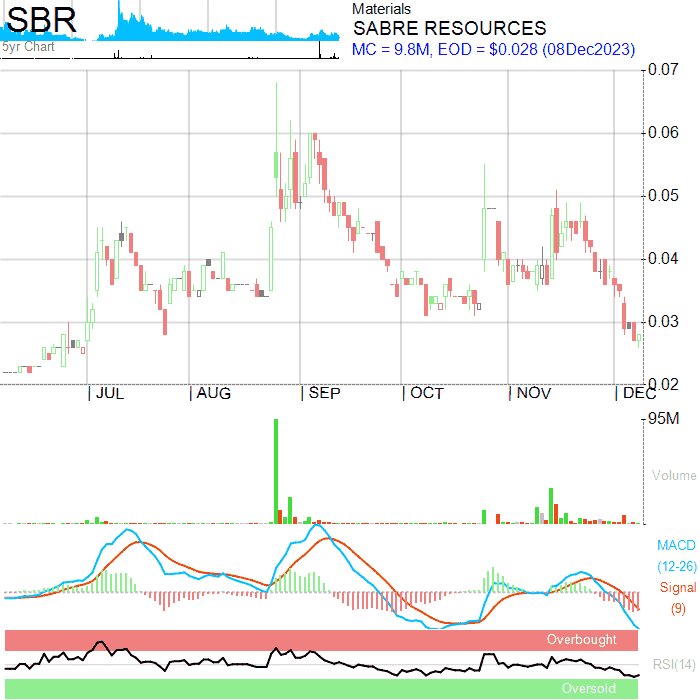 SBR
5yr Chart
Materials
SABRE RESOURCES
MC = 9.8M, EOD = $0.028 (08Dec2023)
0.07
0.06
0.05
0.04
0.03
0.02
JUL AUG SEP OCT NOV DEC
95M
Volume
MACD
(12-26)
Signal
(9)
Overbought
RSI(14)
Oversold